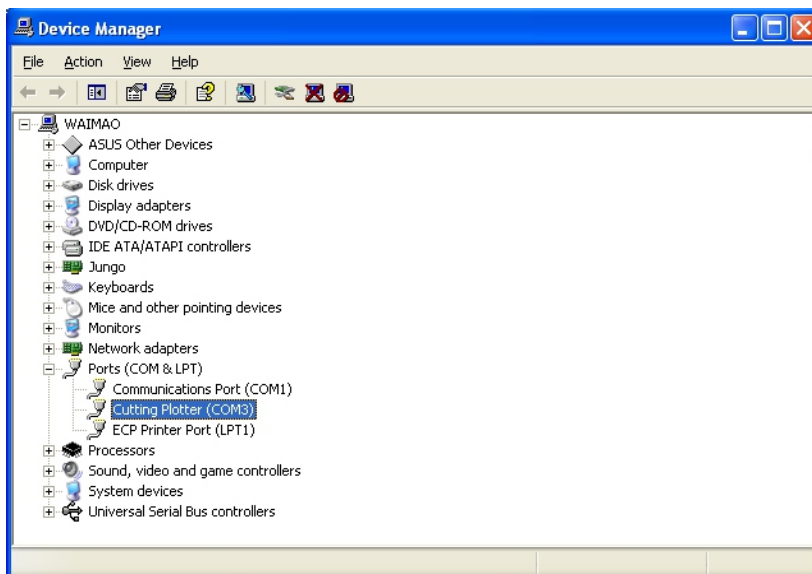 Device Manager
File Action View Help
WAIMAO
ASUS Other Devices
Computer
Disk drives
Display adapters
DVD/CD-ROM drives
IDE ATA/ATAPI controllers
Jungo
Keyboards
Mice and other pointing devices
Monitors
Network adapters
Ports (COM & LPT)
Communications Port (COM1)
Cutting Plotter (COM3)
ECP Printer Port (LPT1)
Processors
Sound, video and game controllers
System devices
Universal Serial Bus controllers